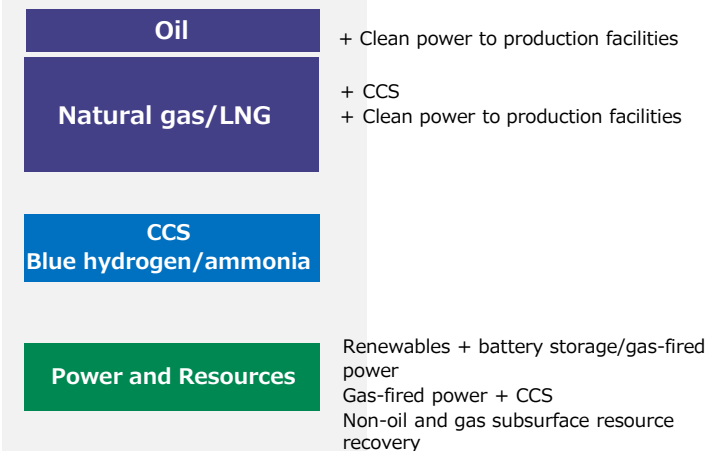 Oil
+ Clean power to production facilities
Natural gas/LNG
+ CCS
+ Clean power to production facilities
CCS
Blue hydrogen/ammonia
Power and Resources
Renewables + battery storage/gas-fired
power
Gas-fired power + CCS
Non-oil and gas subsurface resource
recovery